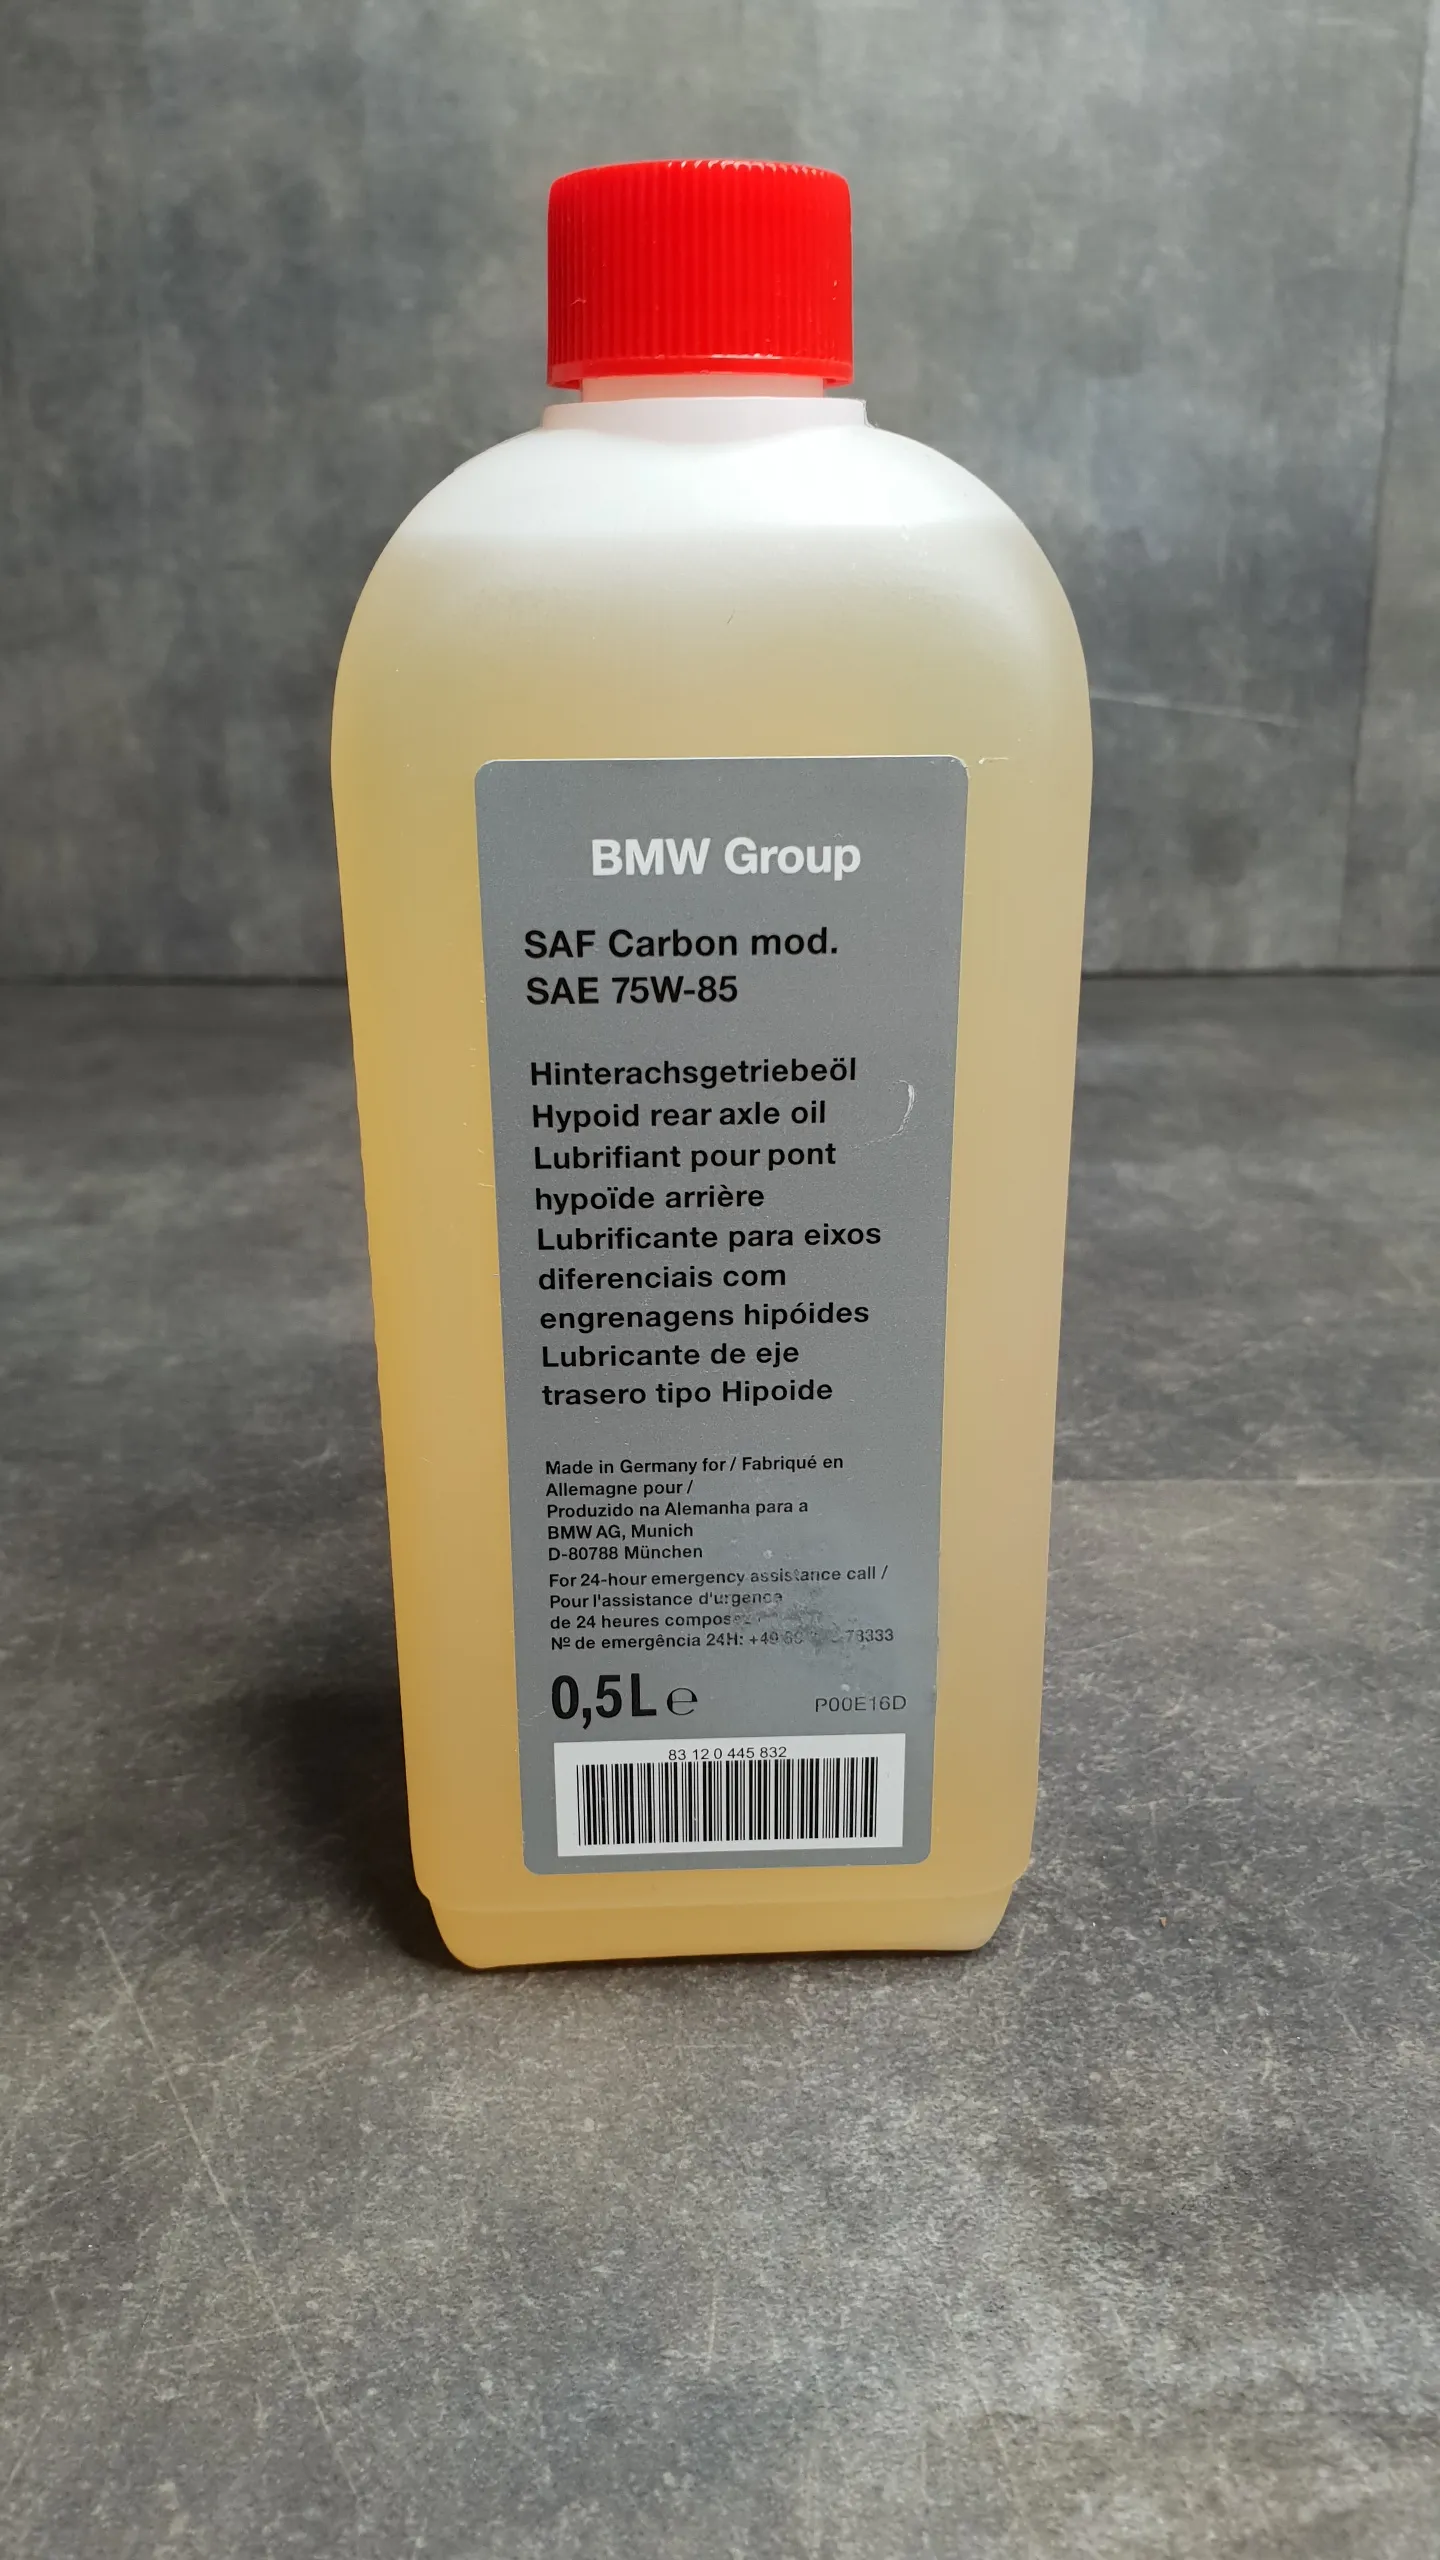 BMW Group
SAF Carbon mod.
SAE 75W-85
Hinterachsgetriebeöl
Hypoid rear axle oil
Lubrifiant pour pont
hypoïde arrière
Lubrificante para eixos
diferenciais com
engrenagens hipóides
Lubricante de eje
trasero tipo Hipoide
Made in Germany for / Fabriqué en
Allemagne pour /
Produzido na Alemanha para a
BMW AG, Munich
D-80788 München
For 24-hour emergency assistance call /
Pour l'assistance d'urgence
de 24 heures
Nº de emergência 24H: +49
0,5L ℮
P00E16D
83 12 0 445 832